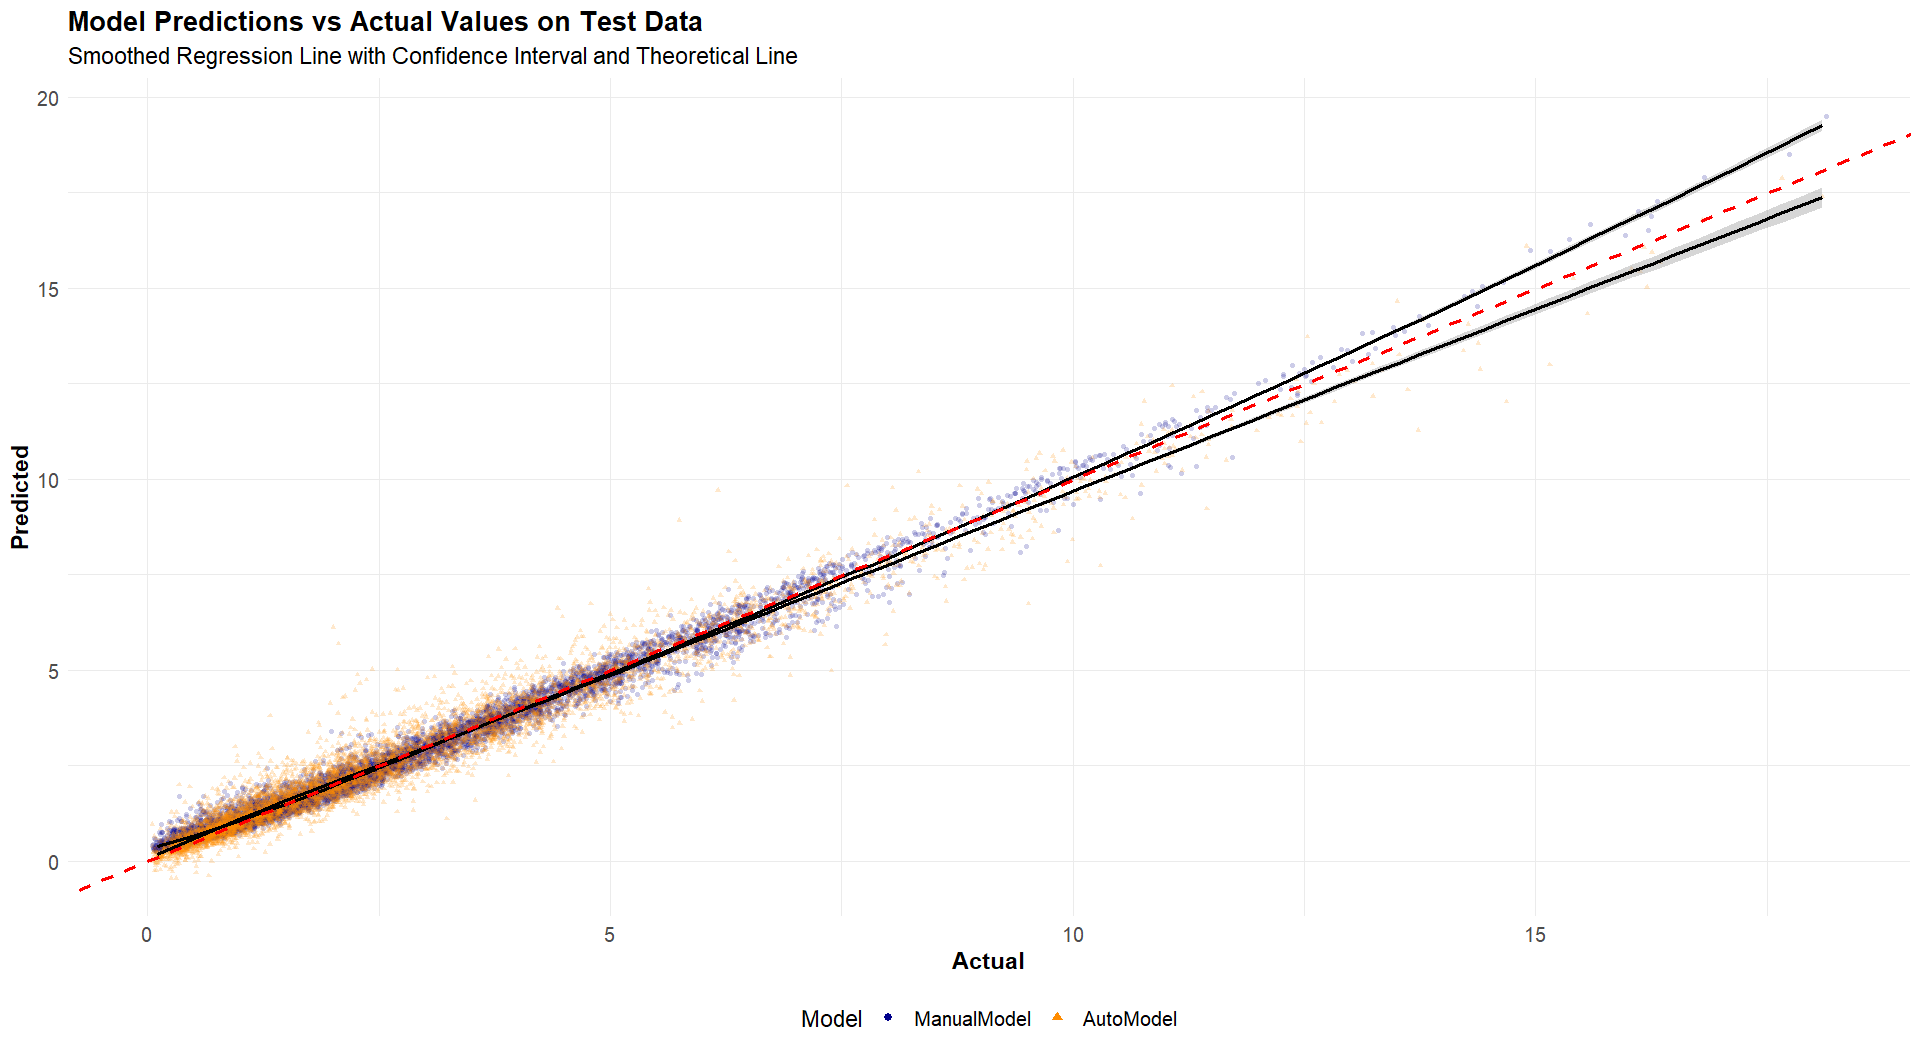 Model Predictions vs Actual Values on Test Data
Smoothed Regression Line with Confidence Interval and Theoretical Line
20
15
10
5
0
Predicted
0 5 10 15
Actual
Model ManualModel AutoModel